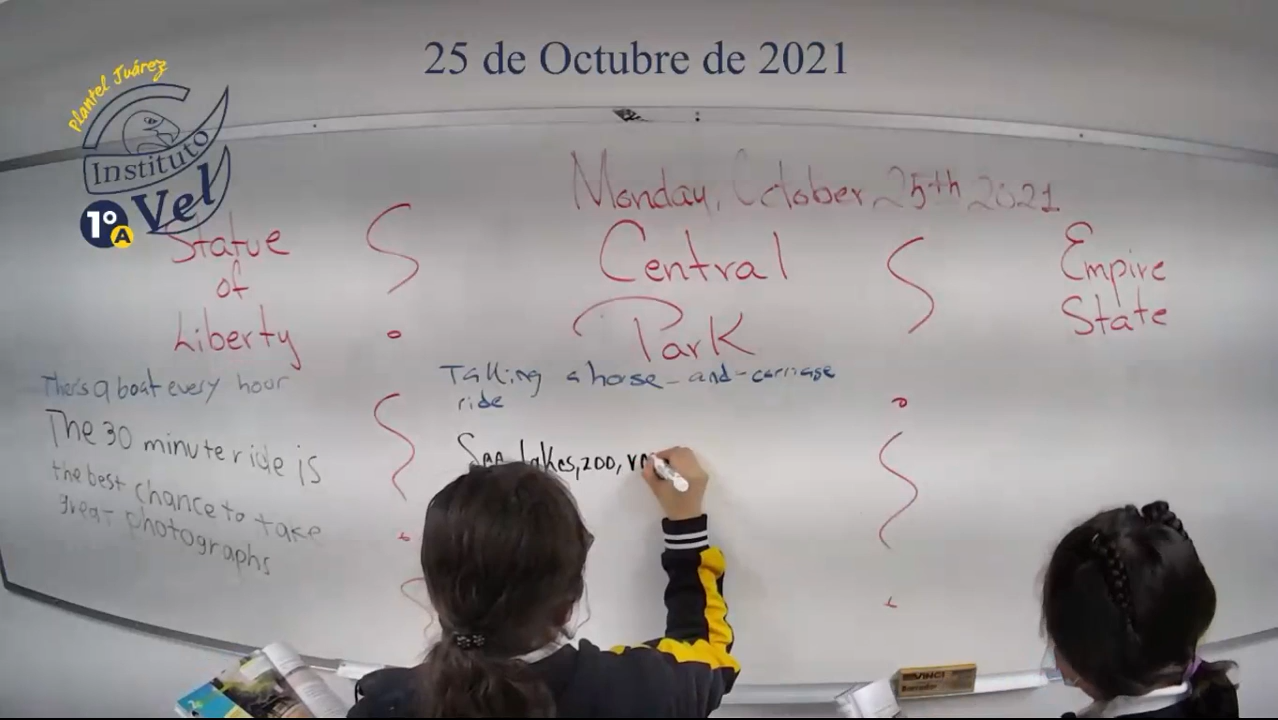 25 de Octubre de 2021
Plantel Juárez
Instituto
Vel
1°
A
Monday, October 25th 2021
Statue
of
Liberty
There's a boat every hour
The 30 minute ride is
the best chance to take
great photographs
Central
Park
Talking a horse-and-carriage
ride
See lakes, zoo,
Empire
State
VINCI
Borrador